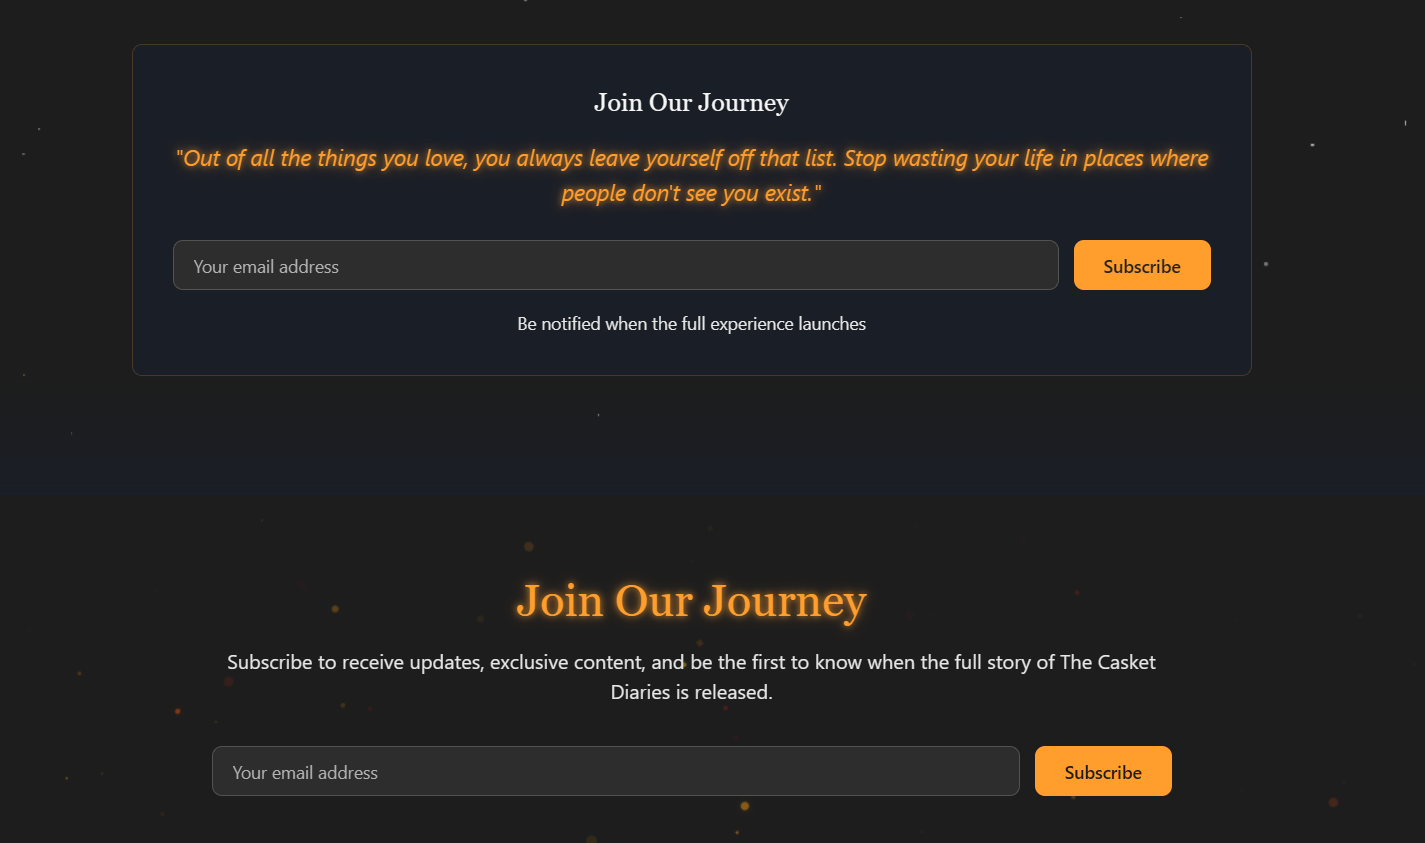 Join Our Journey
"Out of all the things you love, you always leave yourself off that list. Stop wasting your life in places where
people don't see you exist."
Your email address
Subscribe
Be notified when the full experience launches
Join Our Journey
Subscribe to receive updates, exclusive content, and be the first to know when the full story of The Casket
Diaries is released.
Your email address
Subscribe